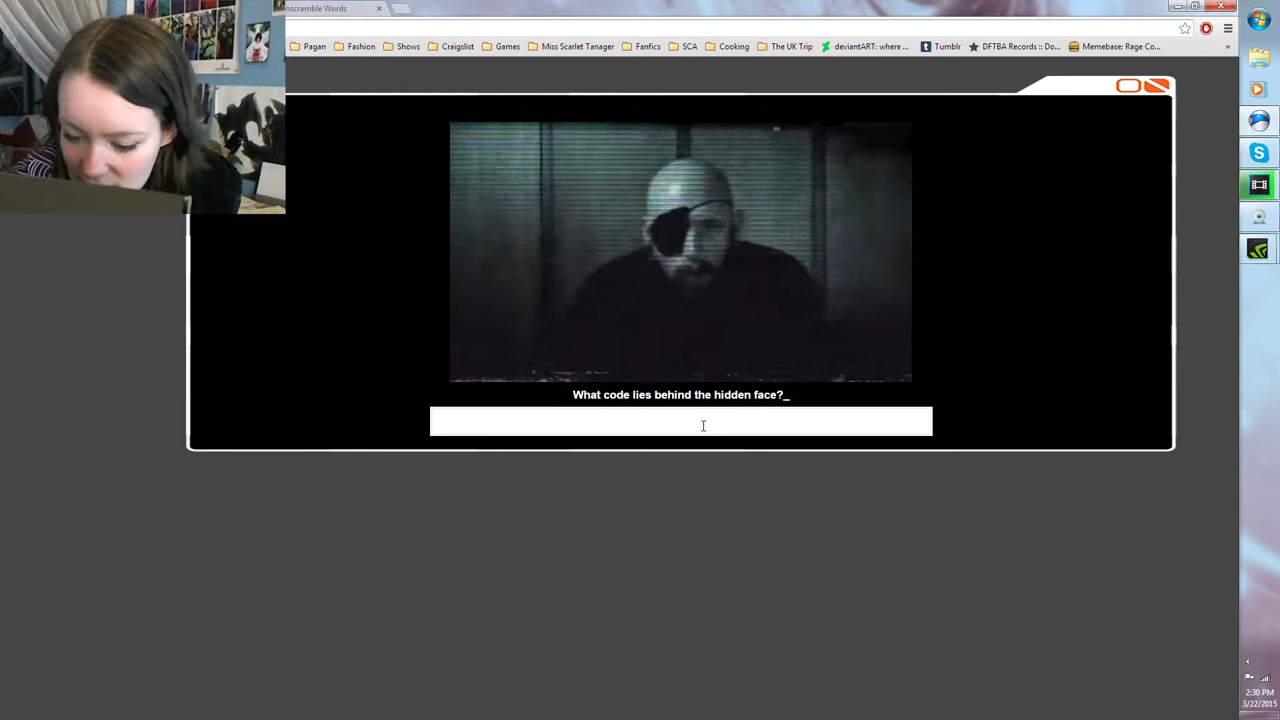 nscramble Words
Pagan Fashion Shows Craigslist Games Miss Scarlet Tanager Fanfics SCA Cooking The UK Trip deviantART: where ... Tumblr DFTBA Records :: Do... Memebase: Rage Co... »
What code lies behind the hidden face?_
2:30 PM
3/22/2015